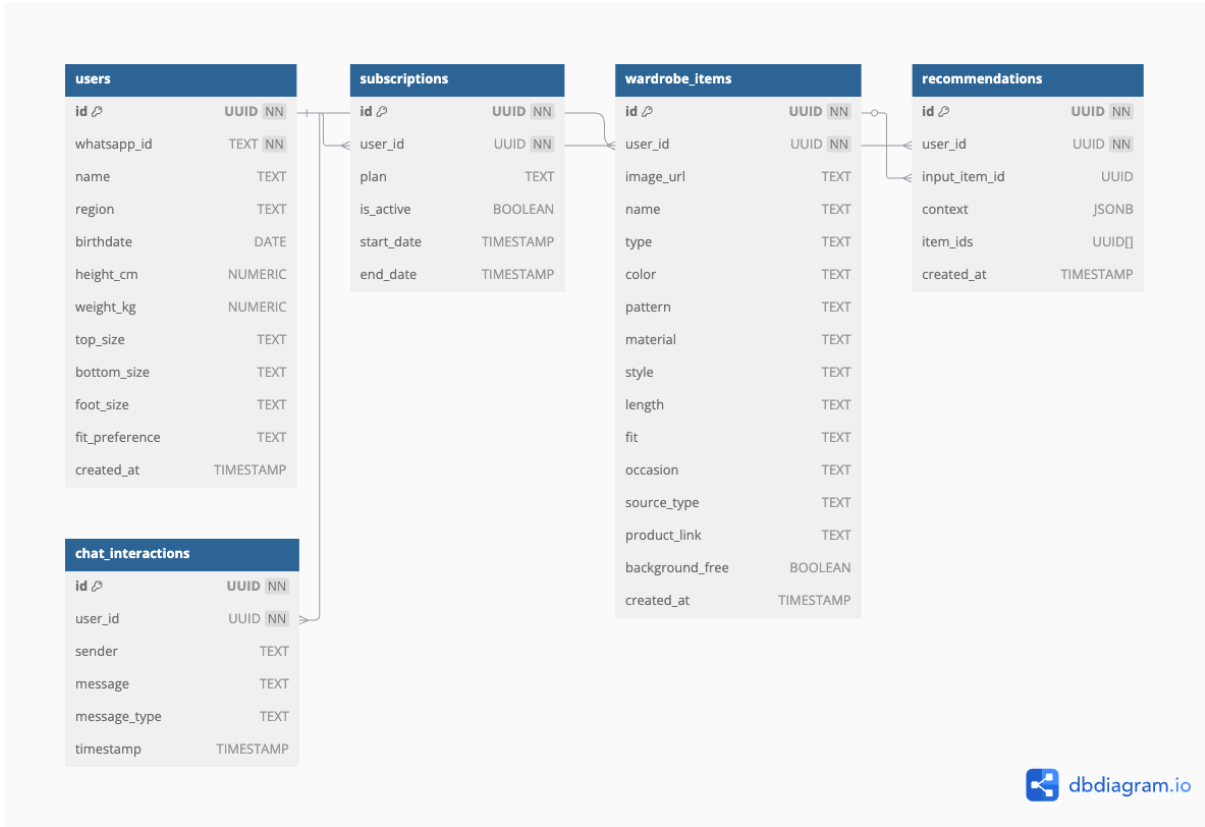 users
id UUID NN
whatsapp_id TEXT NN
name TEXT
region TEXT
birthdate DATE
height_cm NUMERIC
weight_kg NUMERIC
top_size TEXT
bottom_size TEXT
foot_size TEXT
fit_preference TEXT
created_at TIMESTAMP
subscriptions
id UUID NN
user_id UUID NN
plan TEXT
is_active BOOLEAN
start_date TIMESTAMP
end_date TIMESTAMP
wardrobe_items
id UUID NN
user_id UUID NN
image_url TEXT
name TEXT
type TEXT
color TEXT
pattern TEXT
material TEXT
style TEXT
length TEXT
fit TEXT
occasion TEXT
source_type TEXT
product_link TEXT
background_free BOOLEAN
created_at TIMESTAMP
recommendations
id UUID NN
user_id UUID NN
input_item_id UUID
context JSONB
item_ids UUID[]
created_at TIMESTAMP
chat_interactions
id UUID NN
user_id UUID NN
sender TEXT
message TEXT
message_type TEXT
timestamp TIMESTAMP
dbdiagram.io